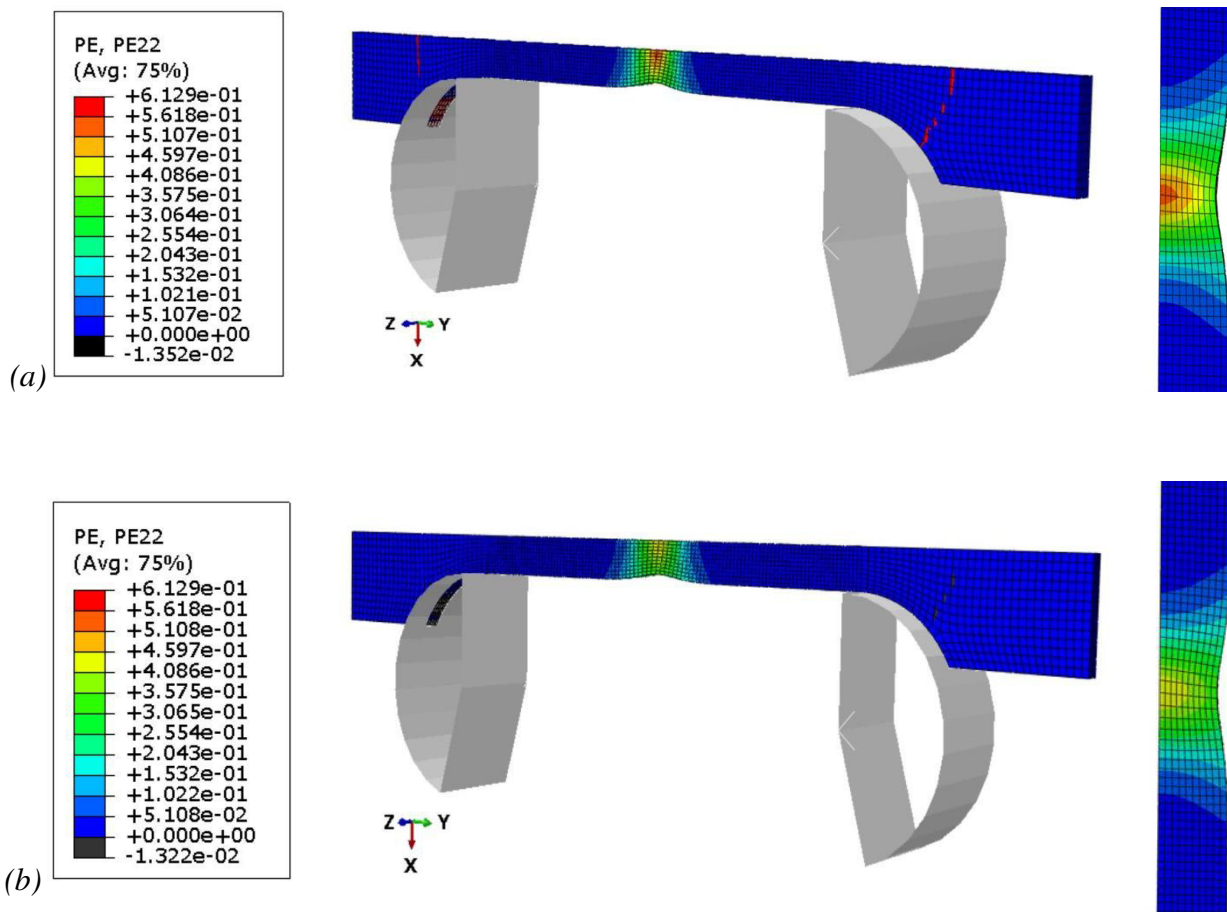 PE, PE22
(Avg: 75%)
+6.129e-01
+5.618e-01
+5.107e-01
+4.597e-01
+4.086e-01
+3.575e-01
+3.064e-01
+2.554e-01
+2.043e-01
+1.532e-01
+1.021e-01
+5.107e-02
+0.000e+00
-1.352e-02
(a)
Z Y
X
PE, PE22
(Avg: 75%)
+6.129e-01
+5.618e-01
+5.108e-01
+4.597e-01
+4.086e-01
+3.575e-01
+3.065e-01
+2.554e-01
+2.043e-01
+1.532e-01
+1.022e-01
+5.108e-02
+0.000e+00
-1.322e-02
(b)
Z Y
X